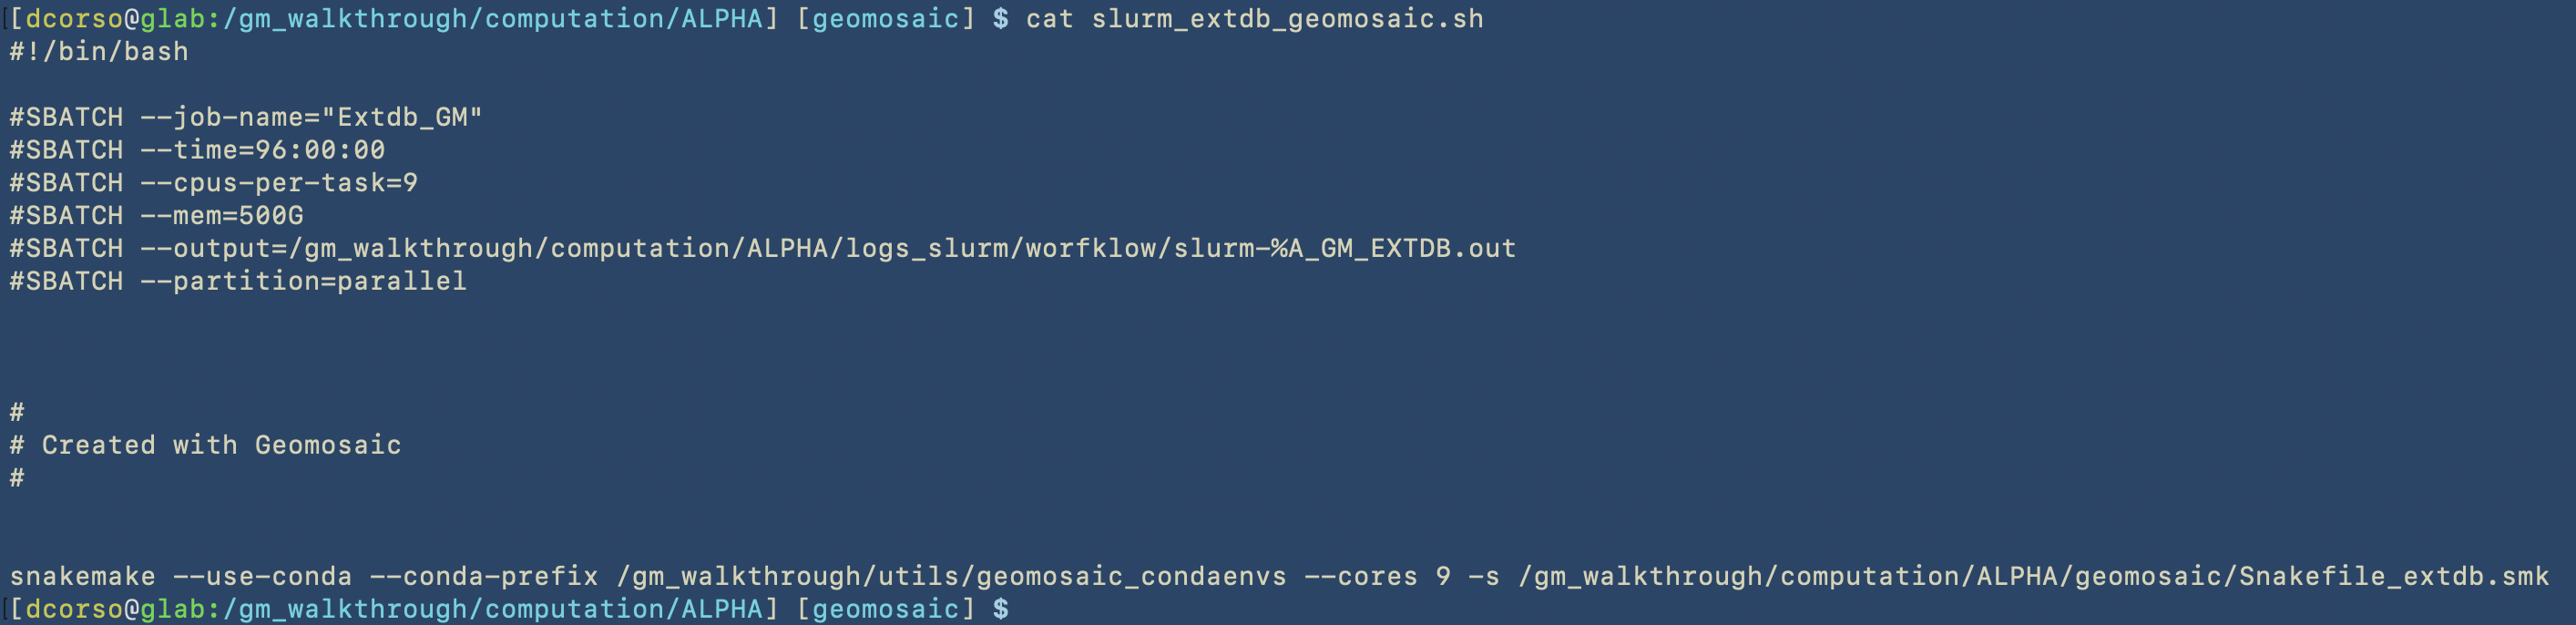 [dcorso@glab:/gm_walkthrough/computation/ALPHA] [geomosaic] $ cat slurm_extdb_geomosaic.sh
#!/bin/bash
#SBATCH --job-name="Extdb_GM"
#SBATCH --time=96:00:00
#SBATCH --cpus-per-task=9
#SBATCH --mem=500G
#SBATCH --output=/gm_walkthrough/computation/ALPHA/logs_slurm/worfklow/slurm-%A_GM_EXTDB.out
#SBATCH --partition=parallel
#
# Created with Geomosaic
#
snakemake --use-conda --conda-prefix /gm_walkthrough/utils/geomosaic_condaenvs --cores 9 -s /gm_walkthrough/computation/ALPHA/geomosaic/Snakefile_extdb.smk
[dcorso@glab:/gm_walkthrough/computation/ALPHA] [geomosaic] $